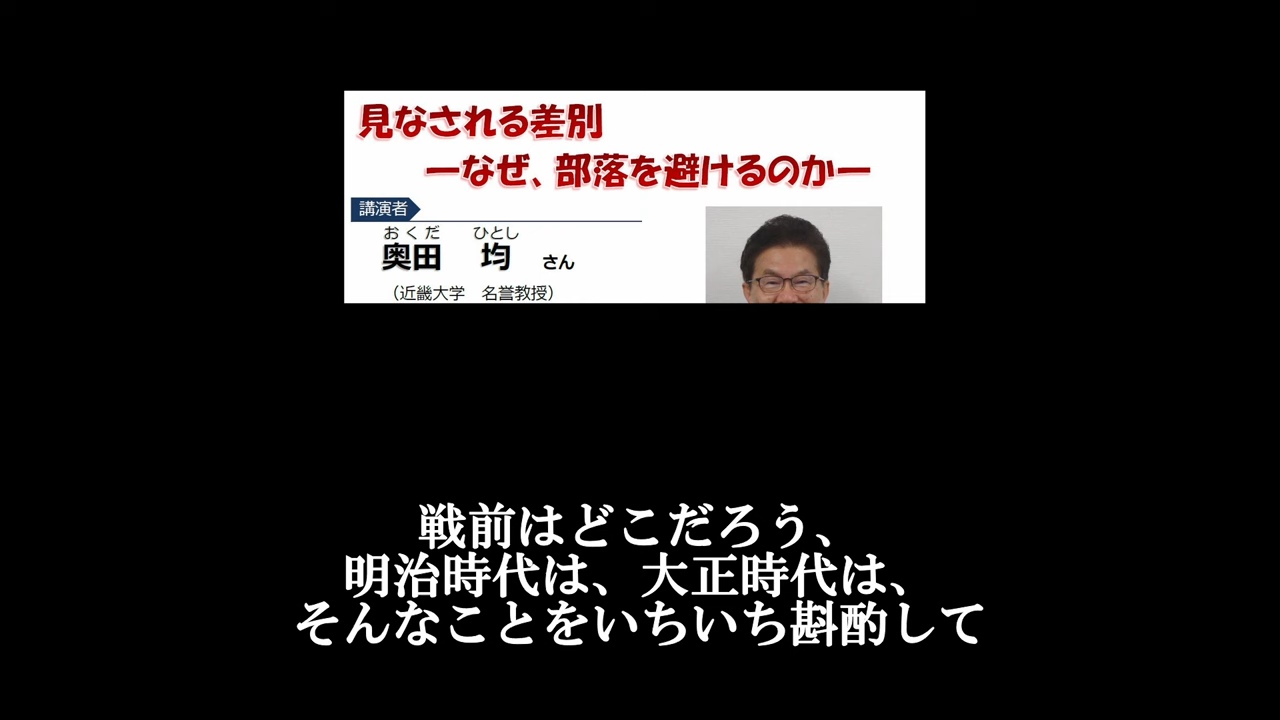 見なされる差別
ーなぜ、部落を避けるのかー
講演者
おくだ ひとし
奥田 均 さん
（近畿大学 名誉教授）
戦前はどこだろう、
明治時代は、大正時代は、
そんなことをいちいち斟酌して